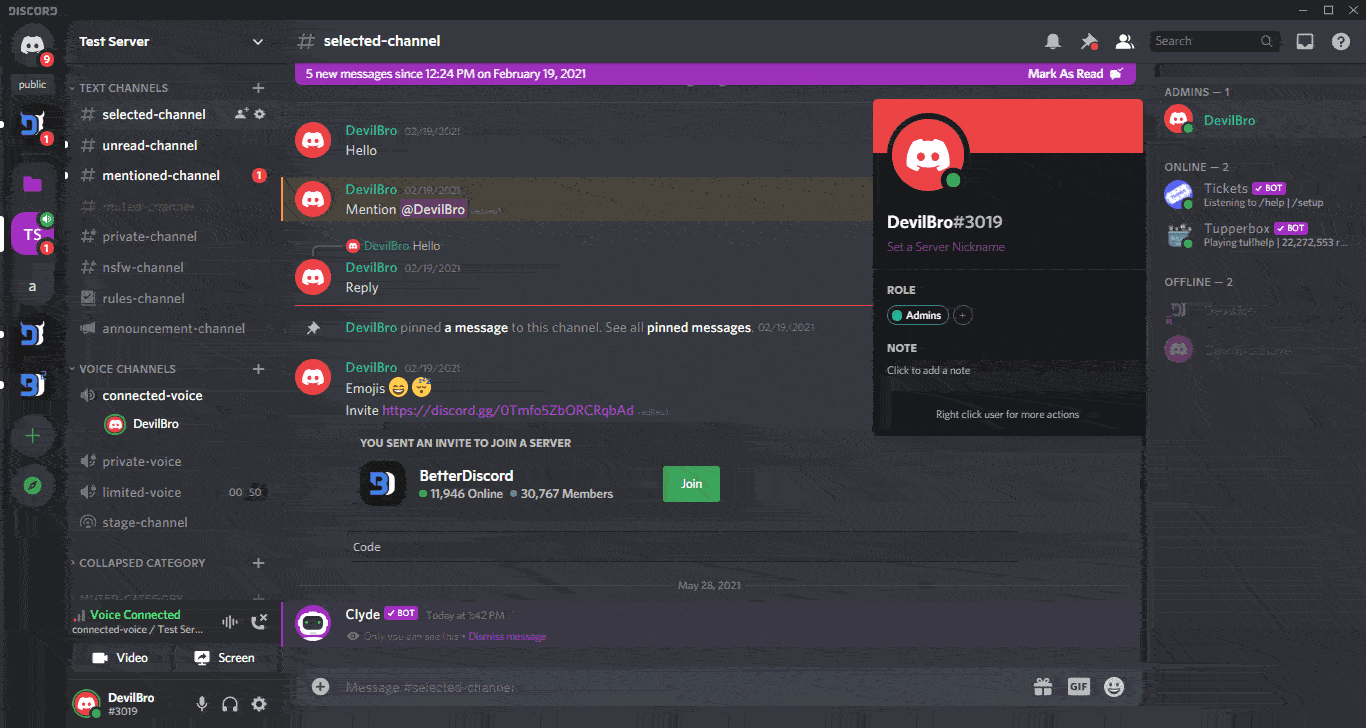 DISCORD
9
public
1
TS
1
a
Test Server
TEXT CHANNELS
selected-channel
unread-channel
mentioned-channel 1
muted-channel
private-channel
nsfw-channel
rules-channel
announcement-channel
VOICE CHANNELS
connected-voice
DevilBro
private-voice
limited-voice 00 50
stage-channel
COLLAPSED CATEGORY
MUTED CATEGORY
Voice Connected
connected-voice / Test Ser...
Video Screen
DevilBro
#3019
selected-channel
Search
5 new messages since 12:24 PM on February 19, 2021 Mark As Read
DevilBro 02/19/2021
Hello
DevilBro 02/19/2021
Mention @DevilBro (edited)
DevilBro Hello
DevilBro 02/19/2021
Reply
DevilBro pinned a message to this channel. See all pinned messages. 02/19/2021
DevilBro 02/19/2021
Emojis 😄 😴
Invite https://discord.gg/0Tmfo5ZbORCRqbAd (edited)
YOU SENT AN INVITE TO JOIN A SERVER
BetterDiscord
11,946 Online 30,767 Members
Join
Code
May 28, 2021
Clyde ✓ BOT Today at 1:42 PM
Only you can see this • Dismiss message
Message #selected-channel
GIF
DevilBro#3019
Set a Server Nickname
ROLE
Admins +
NOTE
Click to add a note
Right click user for more actions
ADMINS — 1
DevilBro
ONLINE — 2
Tickets ✓ BOT
Listening to /help | /setup
Tupperbox ✓ BOT
Playing tul!help | 22,272,553 r...
OFFLINE — 2